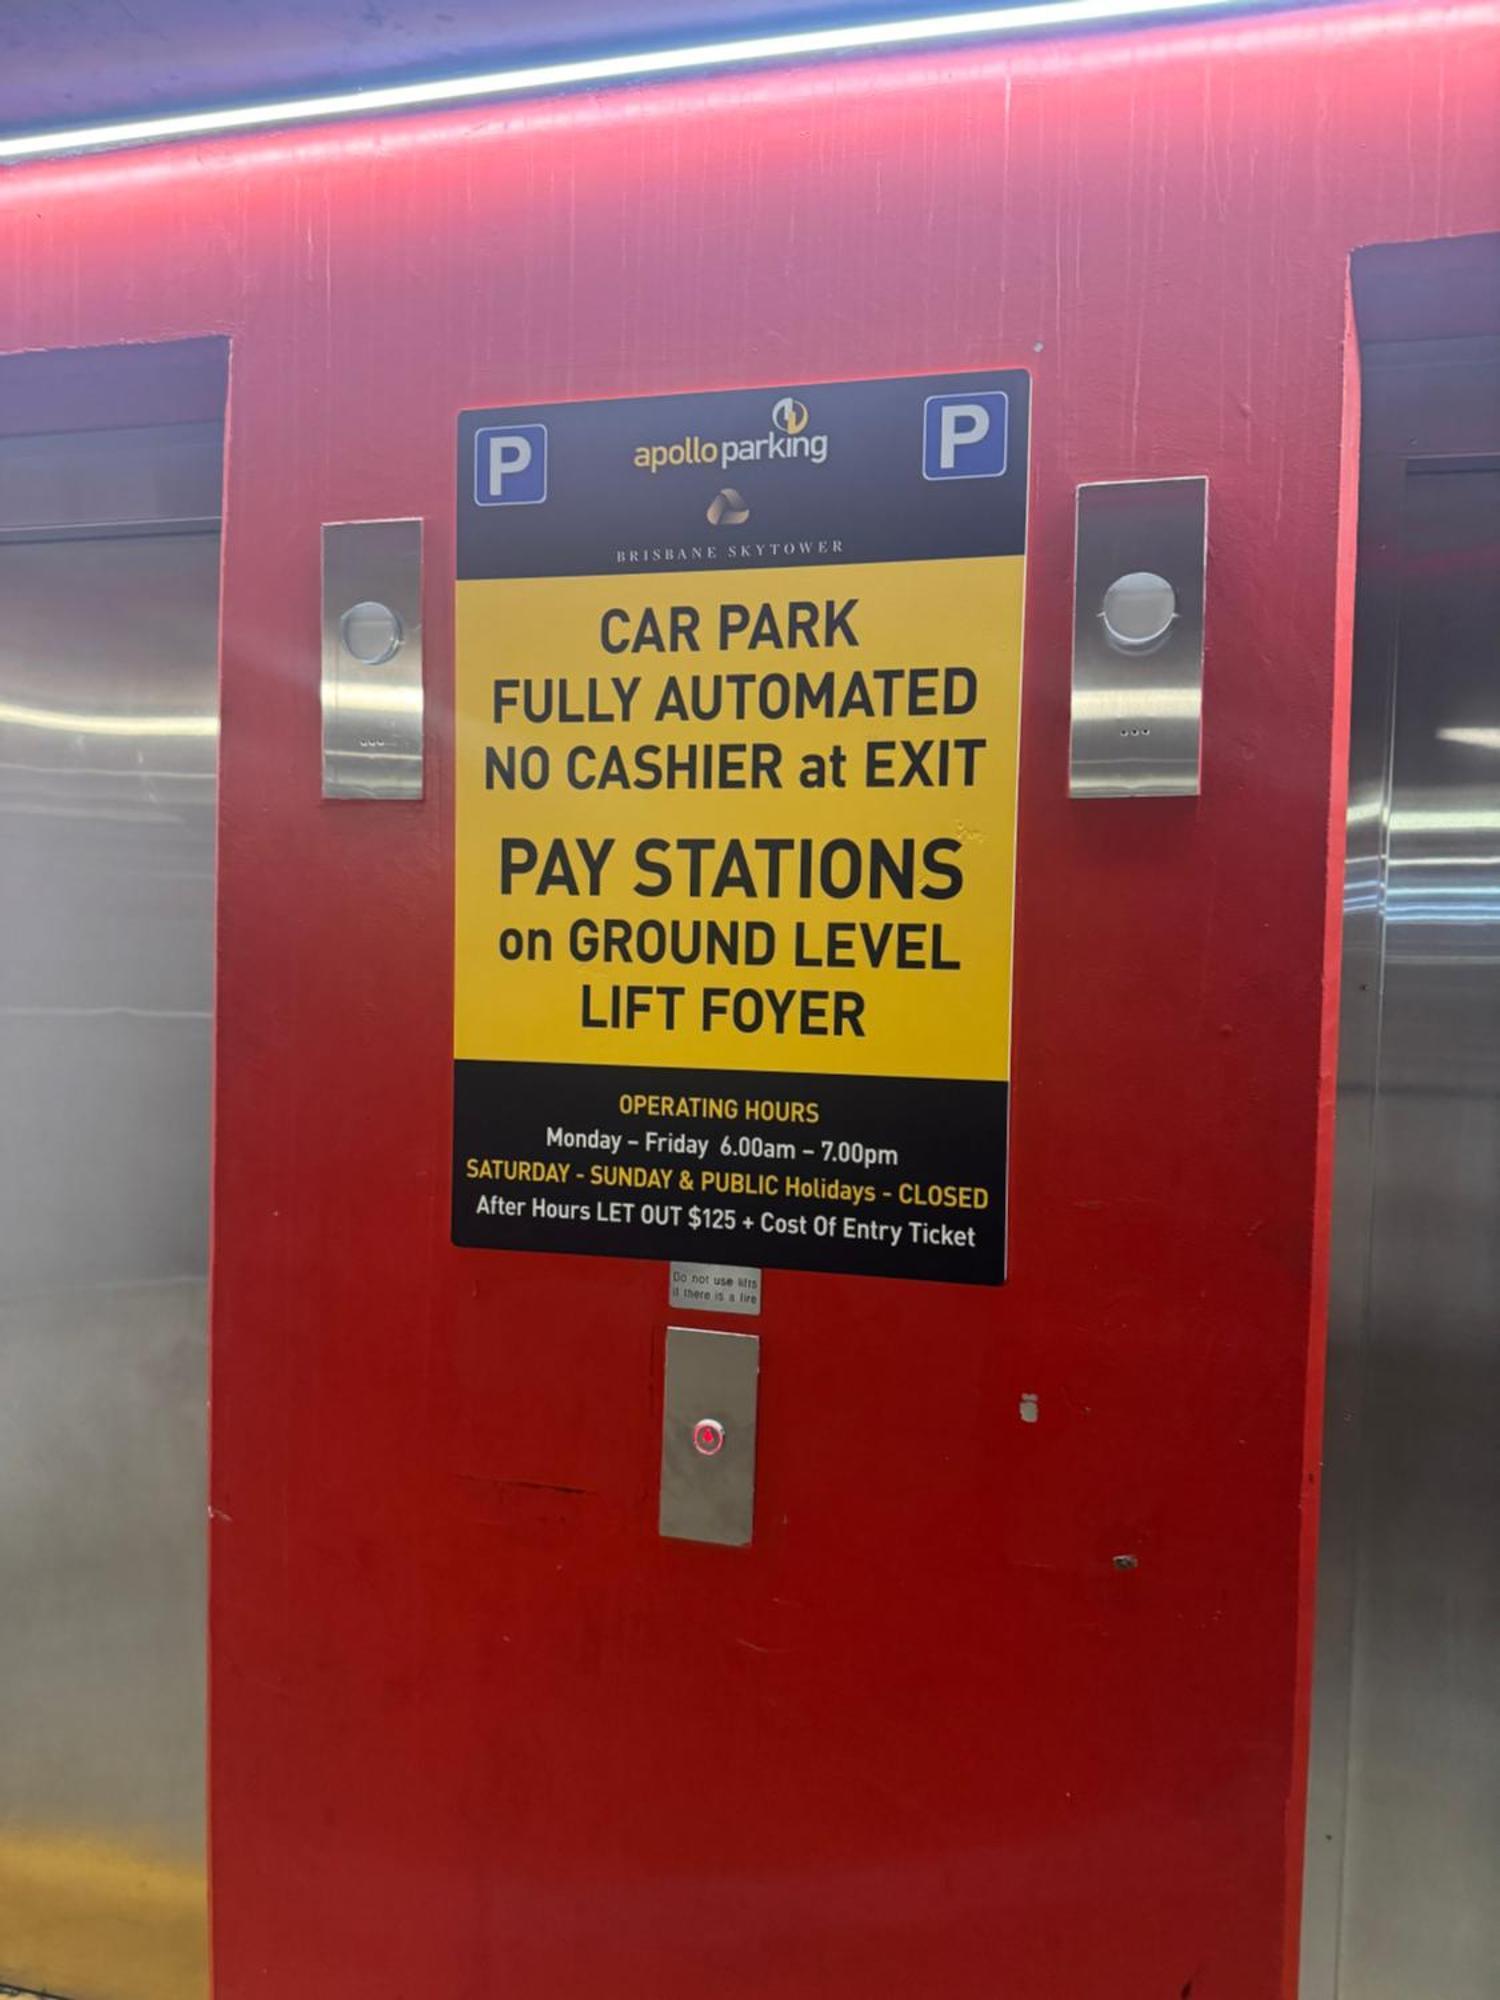 P
apollo parking
P
BRISBANE SKYTOWER
CAR PARK
FULLY AUTOMATED
NO CASHIER at EXIT
PAY STATIONS
on GROUND LEVEL
LIFT FOYER
OPERATING HOURS
Monday – Friday 6.00am – 7.00pm
SATURDAY - SUNDAY & PUBLIC Holidays - CLOSED
After Hours LET OUT $125 + Cost Of Entry Ticket
Do not use lifts
if there is a fire